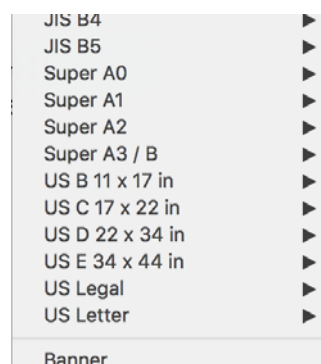 JIS B4
JIS B5
Super A0
Super A1
Super A2
Super A3 / B
US B 11 x 17 in
US C 17 x 22 in
US D 22 x 34 in
US E 34 x 44 in
US Legal
US Letter
Banner